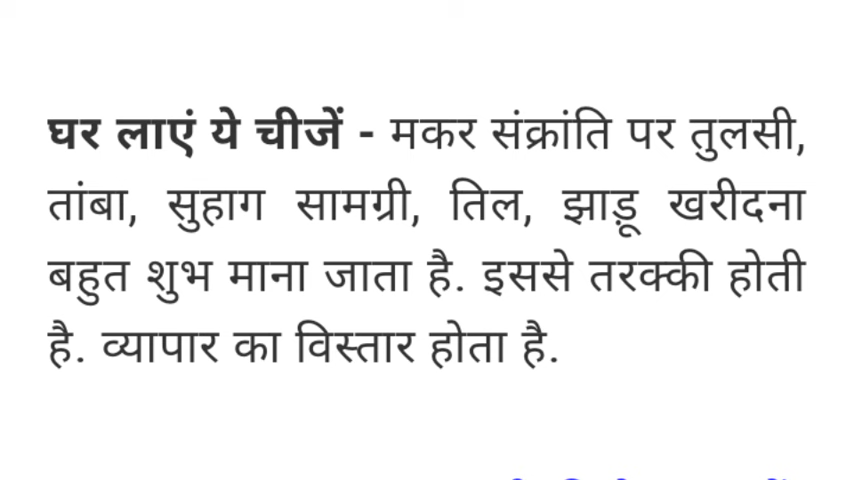 घर लाएं ये चीजें - मकर संक्रांति पर तुलसी,
तांबा, सुहाग सामग्री, तिल, झाड़ू खरीदना
बहुत शुभ माना जाता है. इससे तरक्की होती
है. व्यापार का विस्तार होता है.